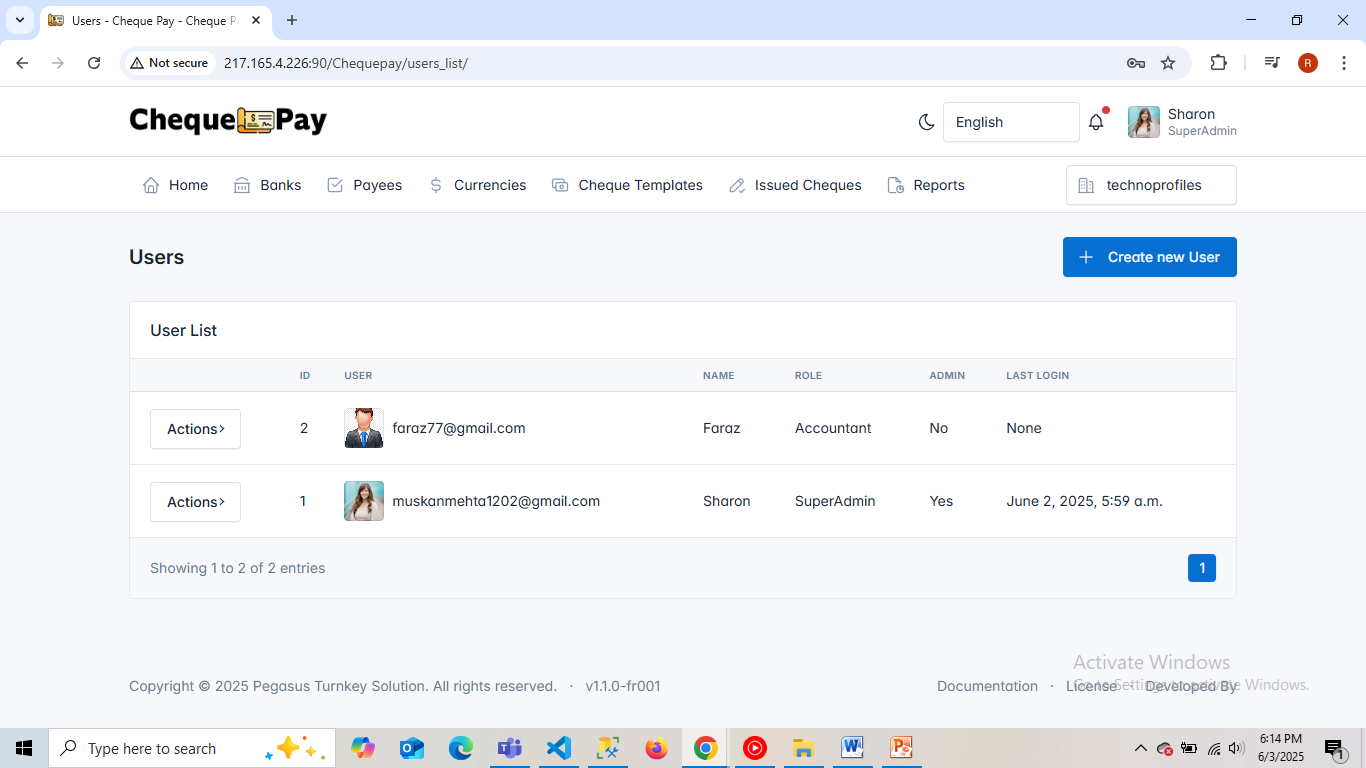 Users - Cheque Pay - Cheque P
Not secure
217.165.4.226:90/Chequepay/users_list/
R
Cheque Pay
English
Sharon
SuperAdmin
Home
Banks
Payees
Currencies
Cheque Templates
Issued Cheques
Reports
technoprofiles
Users
Create new User
User List
ID USER NAME ROLE ADMIN LAST LOGIN
Actions› 2 faraz77@gmail.com Faraz Accountant No None
Actions› 1 muskanmehta1202@gmail.com Sharon SuperAdmin Yes June 2, 2025, 5:59 a.m.
Showing 1 to 2 of 2 entries
1
Activate Windows
Go to Settings to activate Windows.
Copyright © 2025 Pegasus Turnkey Solution. All rights reserved. · v1.1.0-fr001
Documentation · License · Developed By
Type here to search
6:14 PM
6/3/2025
1